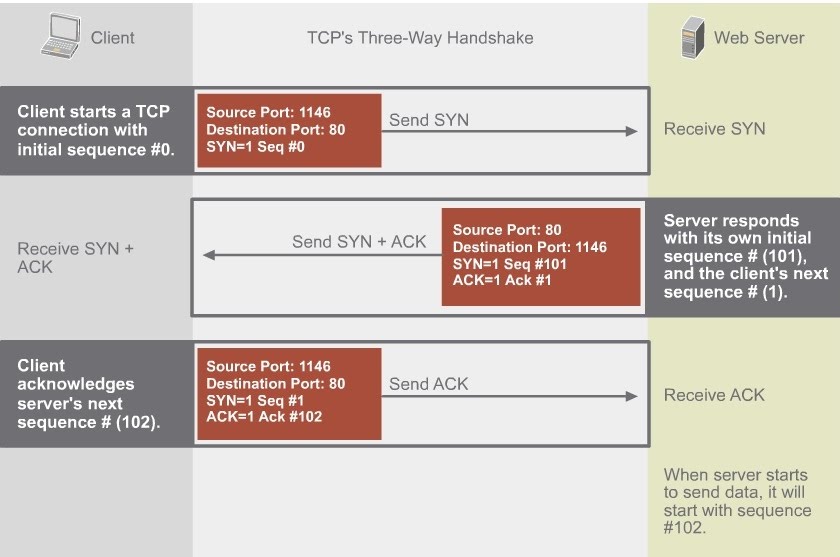 Client
TCP's Three-Way Handshake
Web Server
Client starts a TCP
connection with
initial sequence #0.
Source Port: 1146
Destination Port: 80
SYN=1 Seq #0
Send SYN
Receive SYN
Receive SYN +
ACK
Send SYN + ACK
Source Port: 80
Destination Port: 1146
SYN=1 Seq #101
ACK=1 Ack #1
Server responds
with its own initial
sequence # (101),
and the client's next
sequence # (1).
Client
acknowledges
server's next
sequence # (102).
Source Port: 1146
Destination Port: 80
SYN=1 Seq #1
ACK=1 Ack #102
Send ACK
Receive ACK
When server starts
to send data, it will
start with sequence
#102.